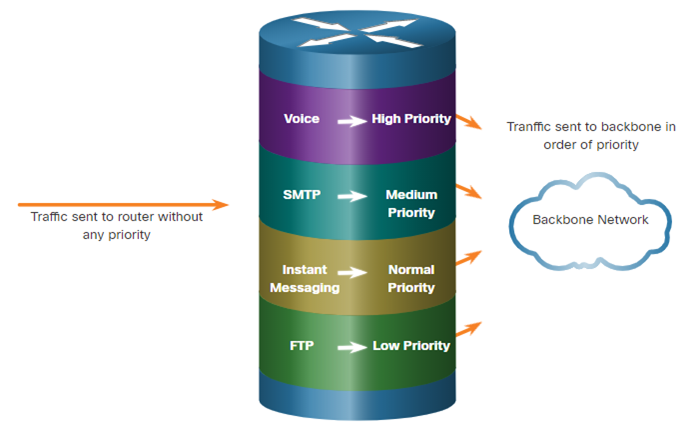 Traffic sent to router without
any priority
Voice
High Priority
SMTP
Medium
Priority
Instant
Messaging
Normal
Priority
FTP
Low Priority
Tranffic sent to backbone in
order of priority
Backbone Network